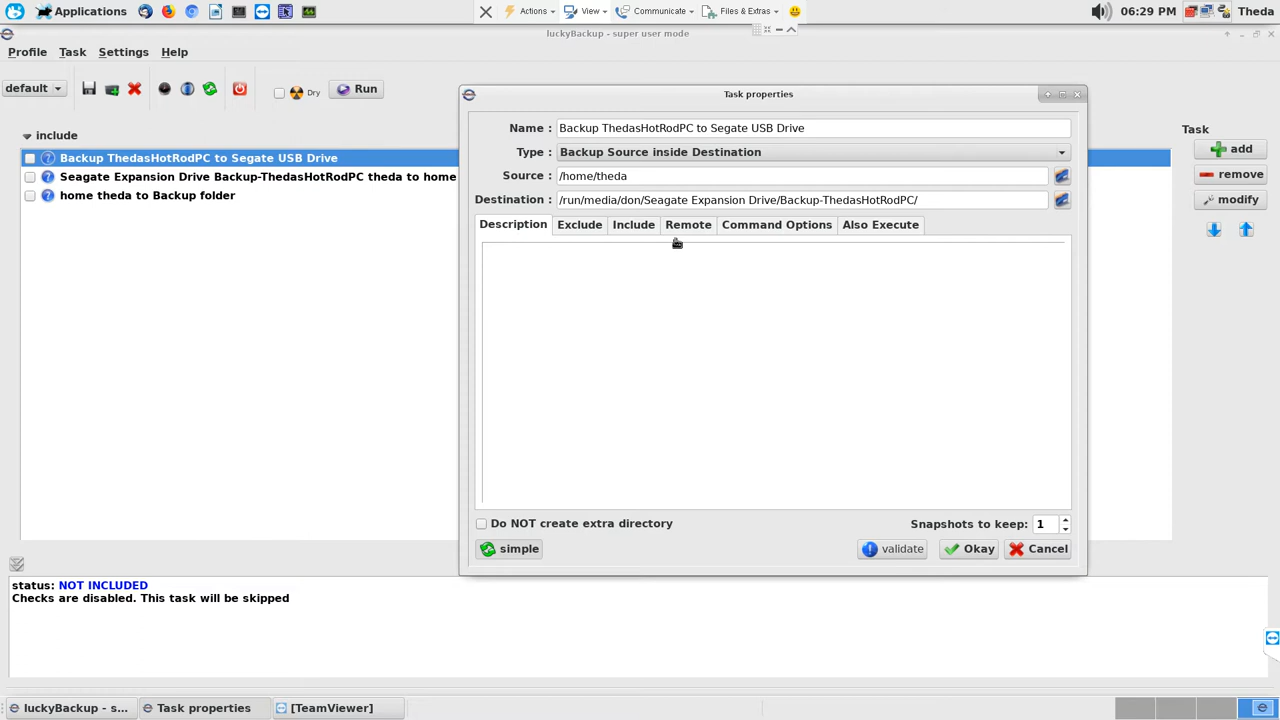 Applications
Actions
View
Communicate
Files & Extras
06:29 PM
Theda
luckyBackup - super user mode
Profile Task Settings Help
default
Dry
Run
include
Backup ThedasHotRodPC to Segate USB Drive
Seagate Expansion Drive Backup-ThedasHotRodPC theda to home
home theda to Backup folder
Task
add
remove
modify
Task properties
Name : Backup ThedasHotRodPC to Segate USB Drive
Type : Backup Source inside Destination
Source : /home/theda
Destination : /run/media/don/Seagate Expansion Drive/Backup-ThedasHotRodPC/
Description Exclude Include Remote Command Options Also Execute
Do NOT create extra directory
Snapshots to keep: 1
simple
validate
Okay
Cancel
status: NOT INCLUDED
Checks are disabled. This task will be skipped
luckyBackup - s...
Task properties
[TeamViewer]